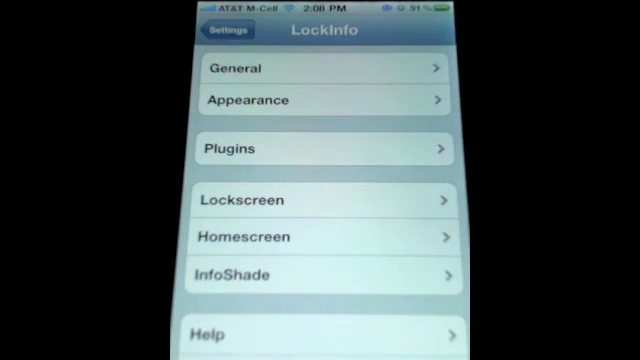 AT&T M-Cell 2:08 PM 91%
Settings LockInfo
General
Appearance
Plugins
Lockscreen
Homescreen
InfoShade
Help